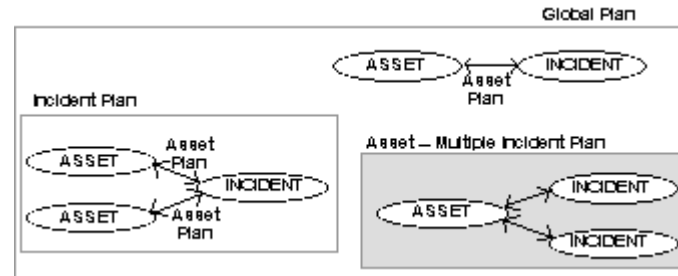 Global Plan
ASSET INCIDENT
Asset
Plan
Incident Plan
Asset
Plan
ASSET
INCIDENT
ASSET
Asset
Plan
Asset – Multiple Incident Plan
INCIDENT
ASSET
INCIDENT